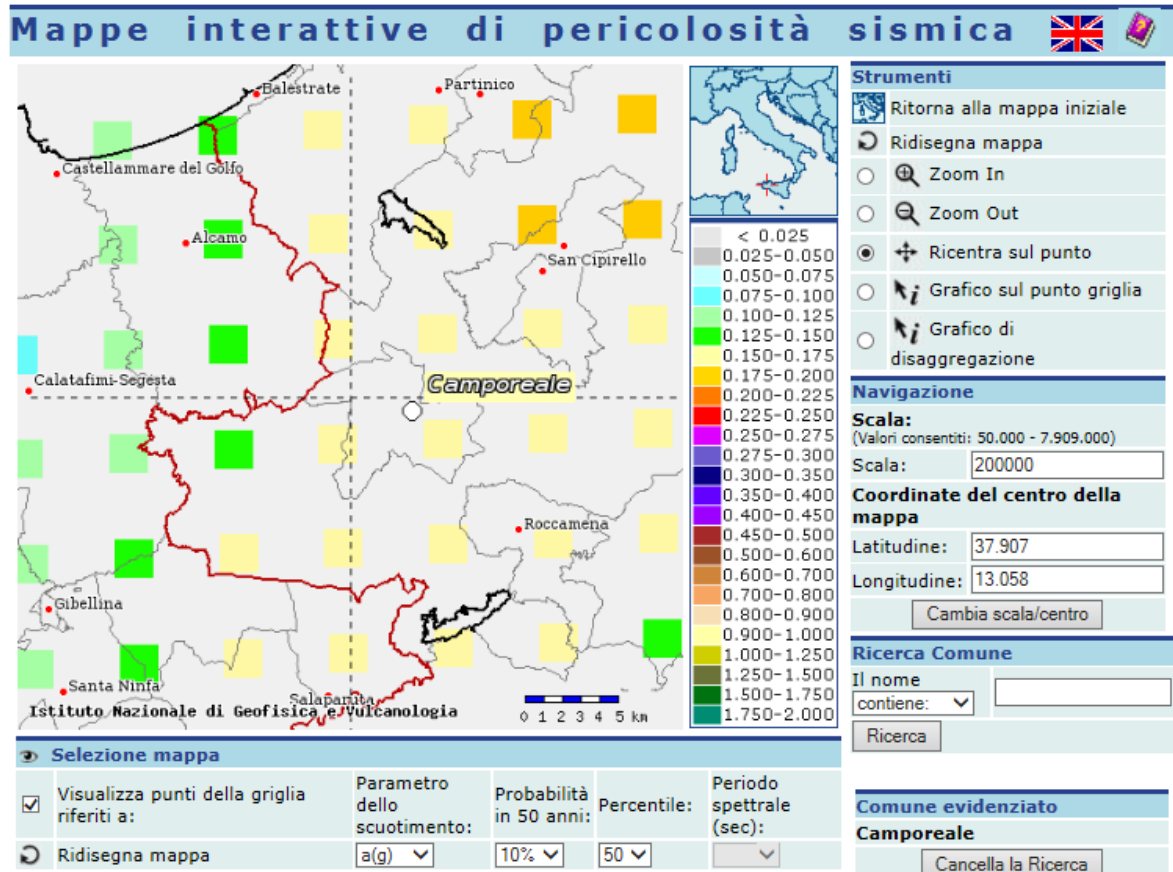 Mappe interattive di pericolosità sismica
Balestrate
Partinico
Castellammare del Golfo
Alcamo
San Cipirello
Calatafimi-Segesta
Camporeale
Roccamena
Gibellina
Santa Ninfa
Salaparuta
Istituto Nazionale di Geofisica e Vulcanologia
0 1 2 3 4 5 km
< 0.025
0.025-0.050
0.050-0.075
0.075-0.100
0.100-0.125
0.125-0.150
0.150-0.175
0.175-0.200
0.200-0.225
0.225-0.250
0.250-0.275
0.275-0.300
0.300-0.350
0.350-0.400
0.400-0.450
0.450-0.500
0.500-0.600
0.600-0.700
0.700-0.800
0.800-0.900
0.900-1.000
1.000-1.250
1.250-1.500
1.500-1.750
1.750-2.000
Strumenti
Ritorna alla mappa iniziale
Ridisegna mappa
Zoom In
Zoom Out
Ricentra sul punto
Grafico sul punto griglia
Grafico di
disaggregazione
Navigazione
Scala:
(Valori consentiti: 50.000 - 7.909.000)
Scala: 200000
Coordinate del centro della
mappa
Latitudine: 37.907
Longitudine: 13.058
Cambia scala/centro
Ricerca Comune
Il nome
contiene:
Ricerca
Comune evidenziato
Camporeale
Cancella la Ricerca
Selezione mappa
Visualizza punti della griglia
riferiti a:
Parametro
dello
scuotimento:
Probabilità
in 50 anni:
Percentile:
Periodo
spettrale
(sec):
Ridisegna mappa
a(g)
10%
50